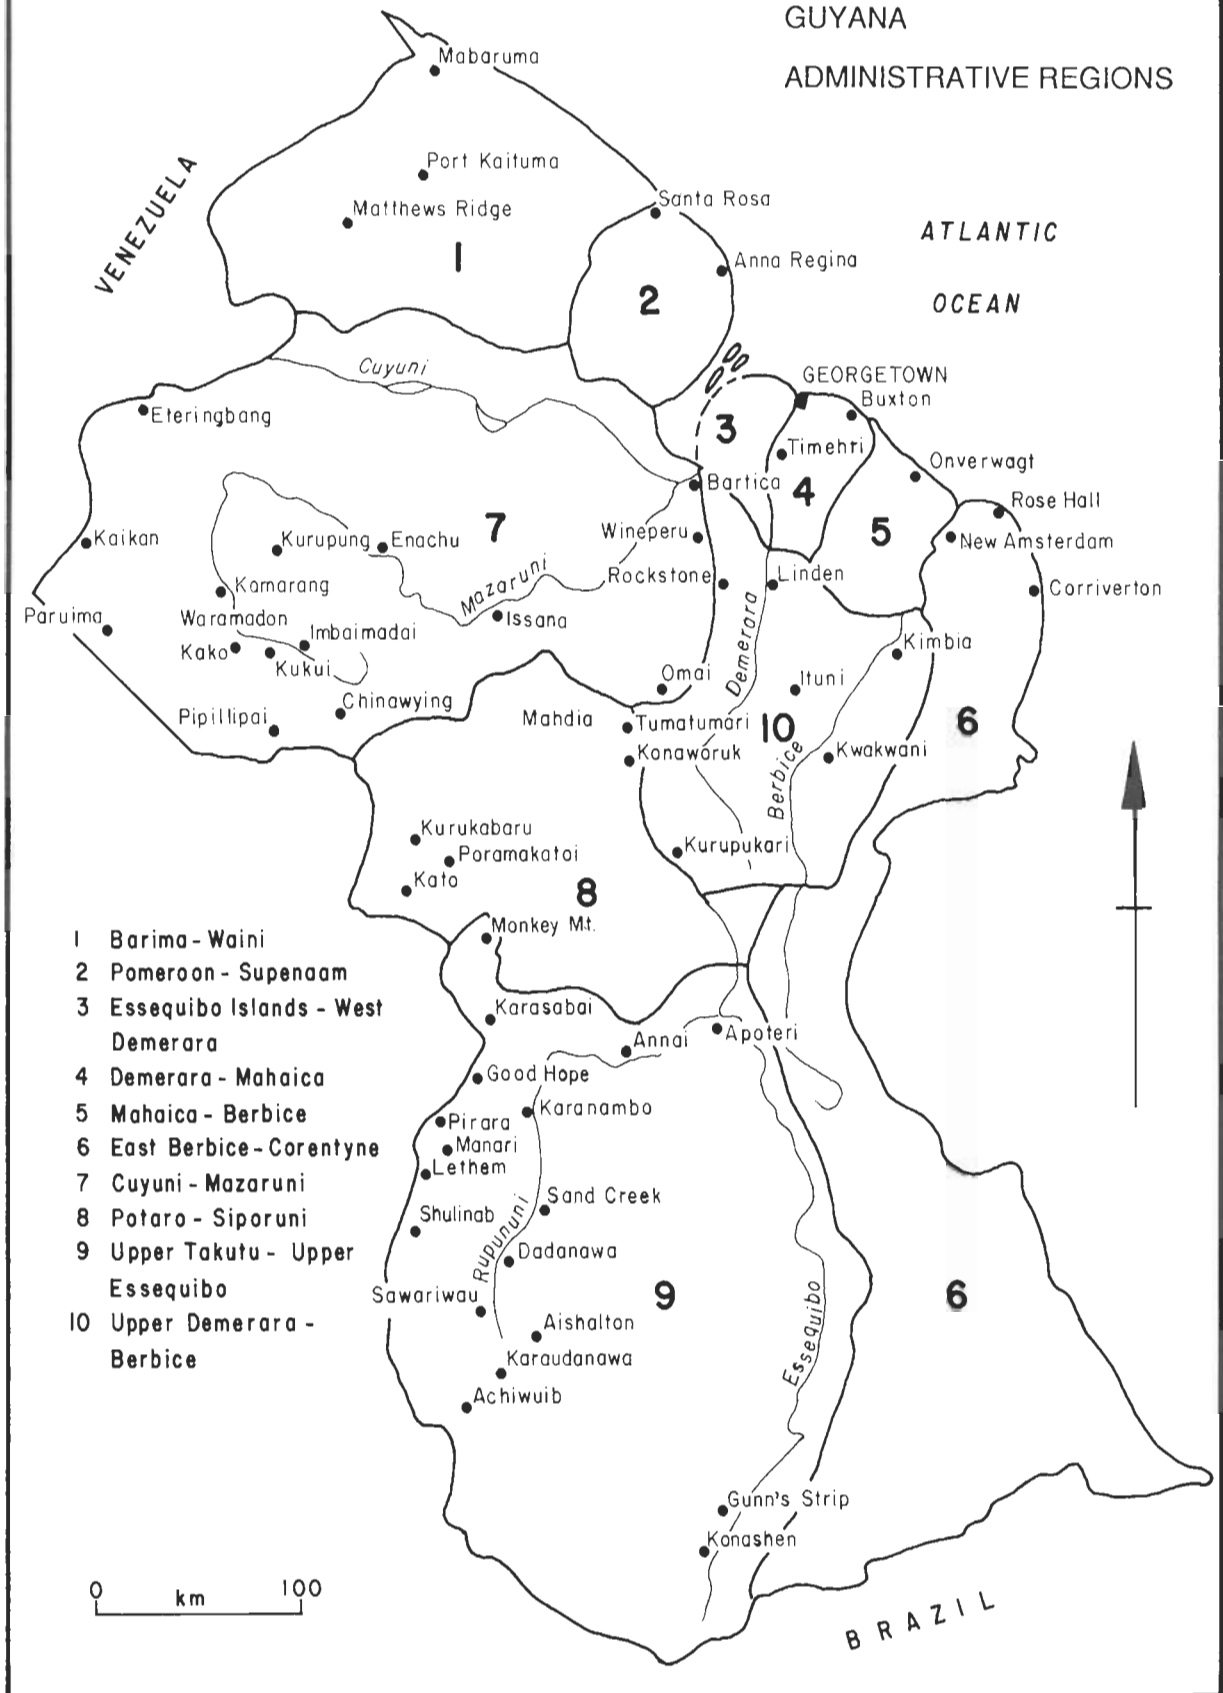 GUYANA
ADMINISTRATIVE REGIONS
Mabaruma
VENEZUELA
Port Kaituma
Matthews Ridge
Santa Rosa
1
ATLANTIC
OCEAN
Anna Regina
2
Cuyuni
GEORGETOWN
Buxton
Eteringbang
3
Timehri
Onverwagt
Bartica
4
Rose Hall
7
Wineperu
5
New Amsterdam
Kaikan
Kurupung
Enachu
Mazaruni
Rockstone
Linden
Corriverton
Kamarang
Paruima
Waramadon
Issana
Imbaimadai
Kako
Kukui
Demerara
Kimbia
Omai
Ituni
Chinawying
Pipillipai
Mahdia
Tumatumari
10
6
Konawaruk
Berbice
Kwakwani
Kurukabaru
Poramakatoi
Kurupukari
Kato
8
Monkey Mt.
Karasabai
Annai
Apoteri
Good Hope
Karanambo
Pirara
Manari
Lethem
Sand Creek
Shulinab
Rupununi
Dadanawa
Sawariwau
9
6
Essequibo
Aishalton
Karaudanawa
Achiwuib
Gunn's Strip
Konashen
BRAZIL
1 Barima - Waini
2 Pomeroon - Supenaam
3 Essequibo Islands - West
Demerara
4 Demerara - Mahaica
5 Mahaica - Berbice
6 East Berbice - Corentyne
7 Cuyuni - Mazaruni
8 Potaro - Siporuni
9 Upper Takutu - Upper
Essequibo
10 Upper Demerara -
Berbice
0 km 100